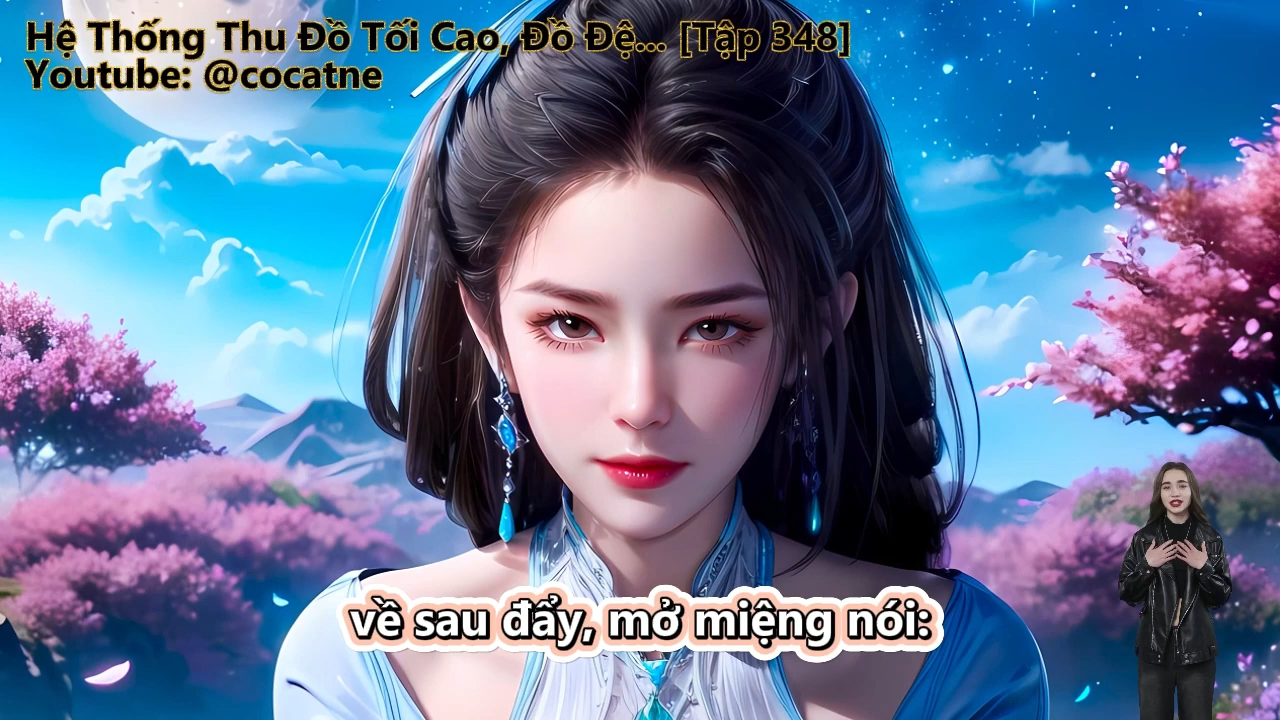 Hệ Thống Thu Đồ Tối Cao, Đồ Đệ... [Tập 348]
Youtube: @cocatne
về sau đẩy, mở miệng nói: